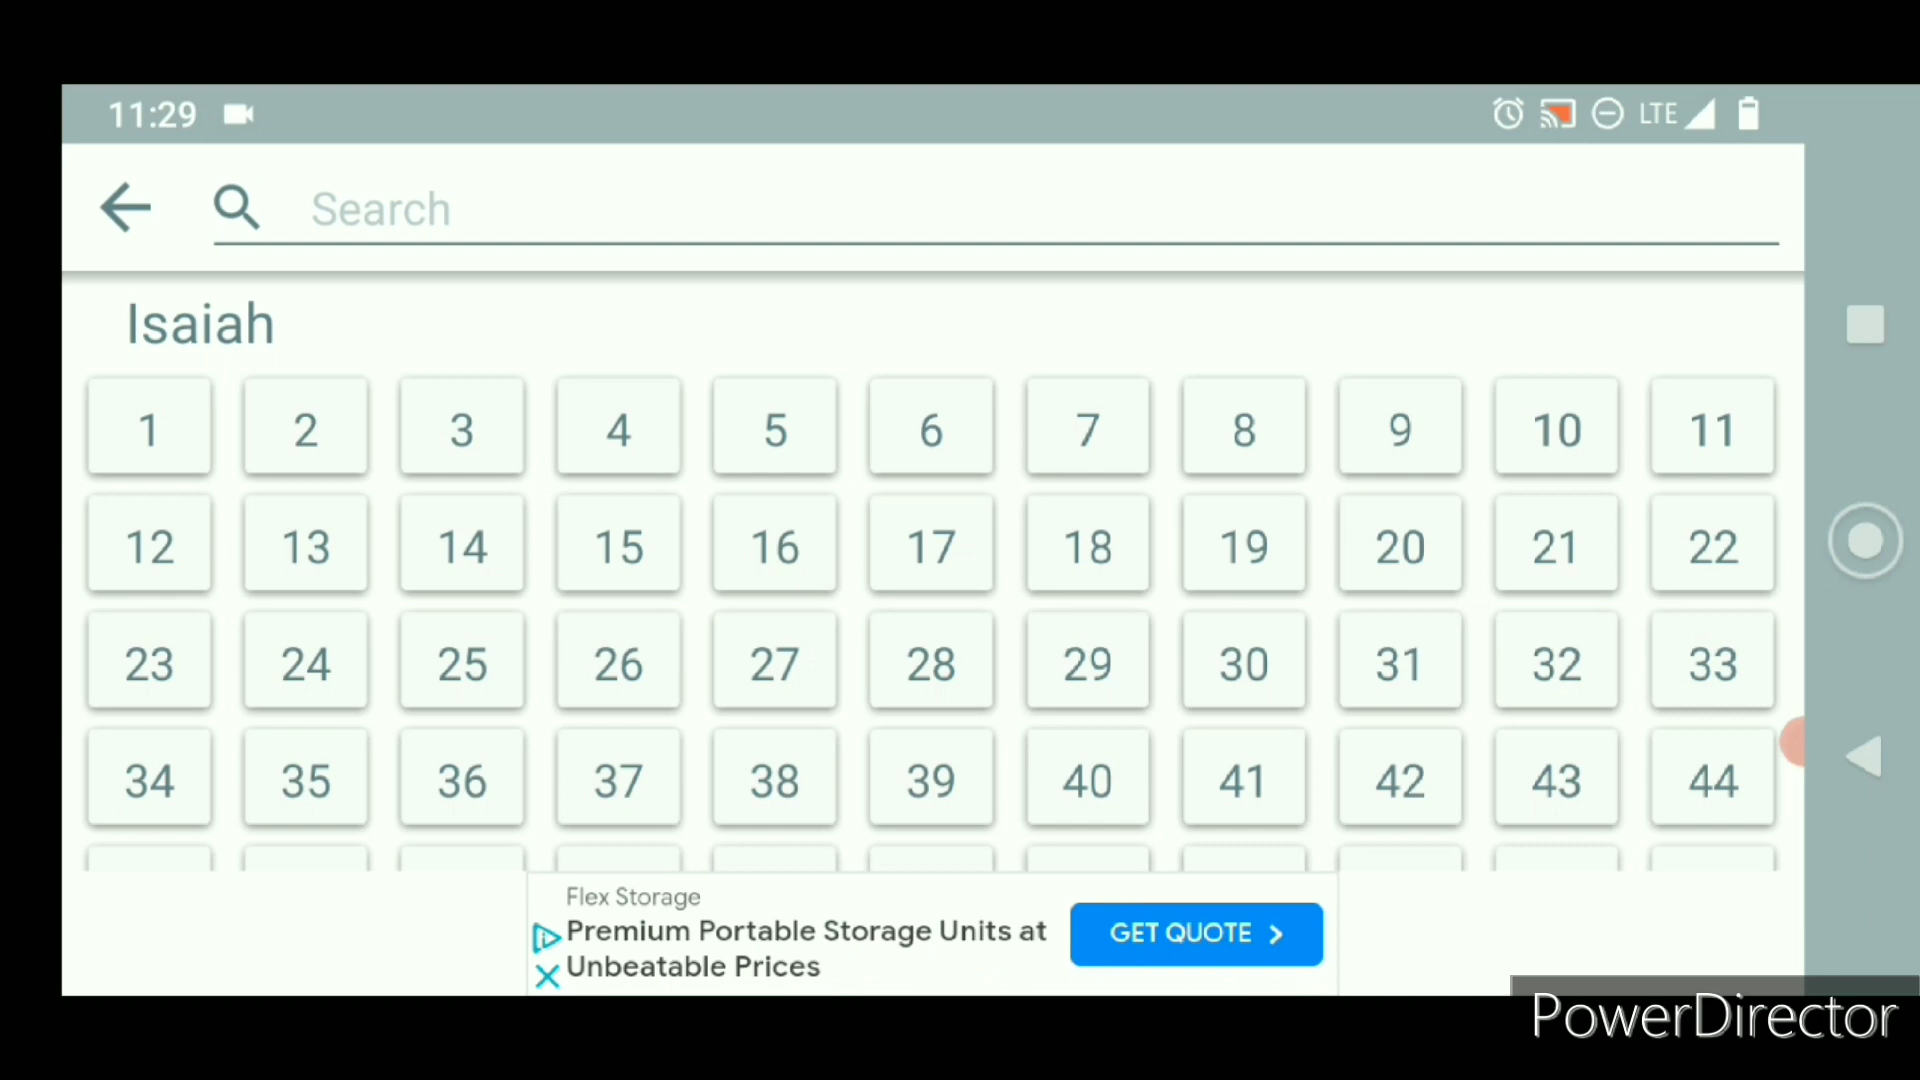 11:29 LTE
Search
Isaiah
1 2 3 4 5 6 7 8 9 10 11
12 13 14 15 16 17 18 19 20 21 22
23 24 25 26 27 28 29 30 31 32 33
34 35 36 37 38 39 40 41 42 43 44
Flex Storage
Premium Portable Storage Units at
Unbeatable Prices
GET QUOTE
PowerDirector